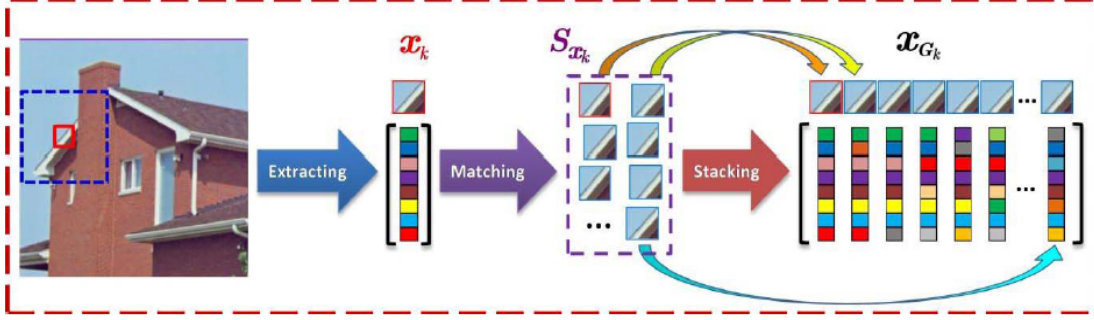 x_k
S_{x_k}
x_{G_k}
Extracting
Matching
Stacking
...
...
...